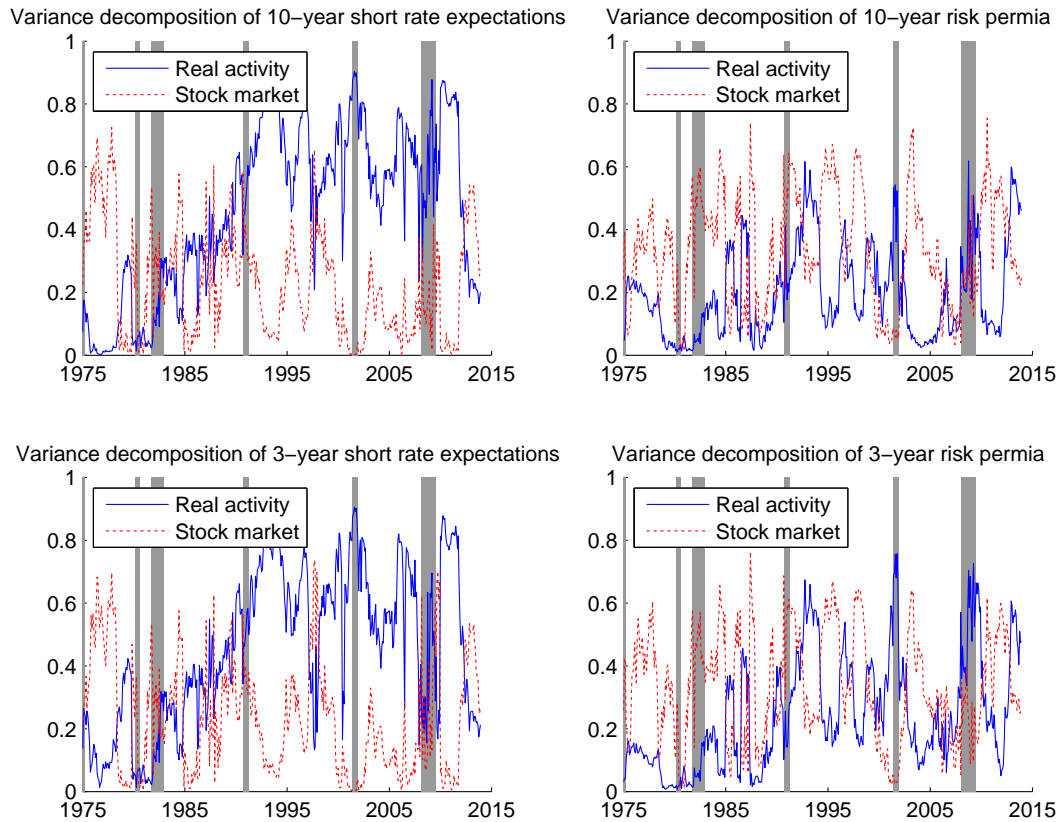 Variance decomposition of 10−year short rate expectations
1
0.8
0.6
0.4
0.2
0
Real activity
Stock market
1975 1985 1995 2005 2015
Variance decomposition of 10−year risk permia
1
0.8
0.6
0.4
0.2
0
Real activity
Stock market
1975 1985 1995 2005 2015
Variance decomposition of 3−year short rate expectations
1
0.8
0.6
0.4
0.2
0
Real activity
Stock market
1975 1985 1995 2005 2015
Variance decomposition of 3−year risk permia
1
0.8
0.6
0.4
0.2
0
Real activity
Stock market
1975 1985 1995 2005 2015